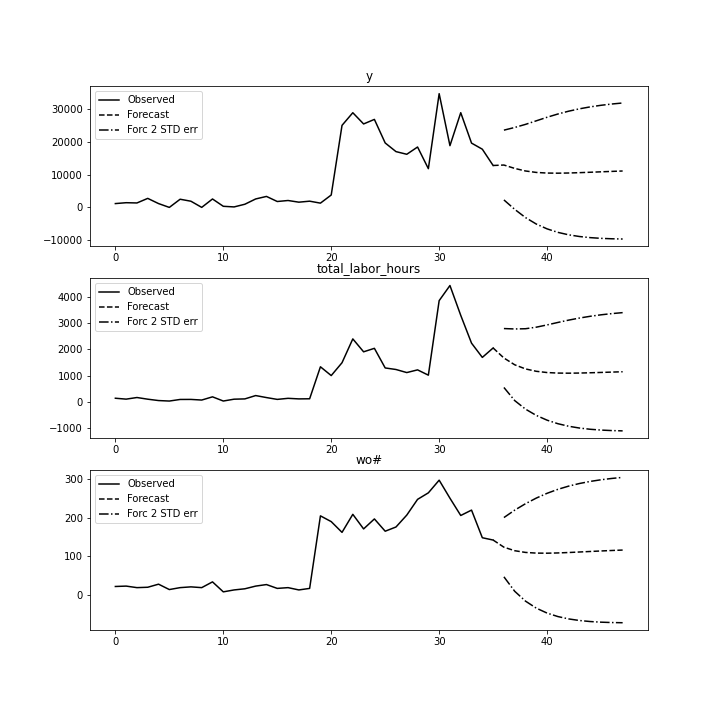 y
Observed
Forecast
Forc 2 STD err
30000
20000
10000
0
−10000
0 10 20 30 40
total_labor_hours
Observed
Forecast
Forc 2 STD err
4000
3000
2000
1000
0
−1000
0 10 20 30 40
wo#
Observed
Forecast
Forc 2 STD err
300
200
100
0
0 10 20 30 40